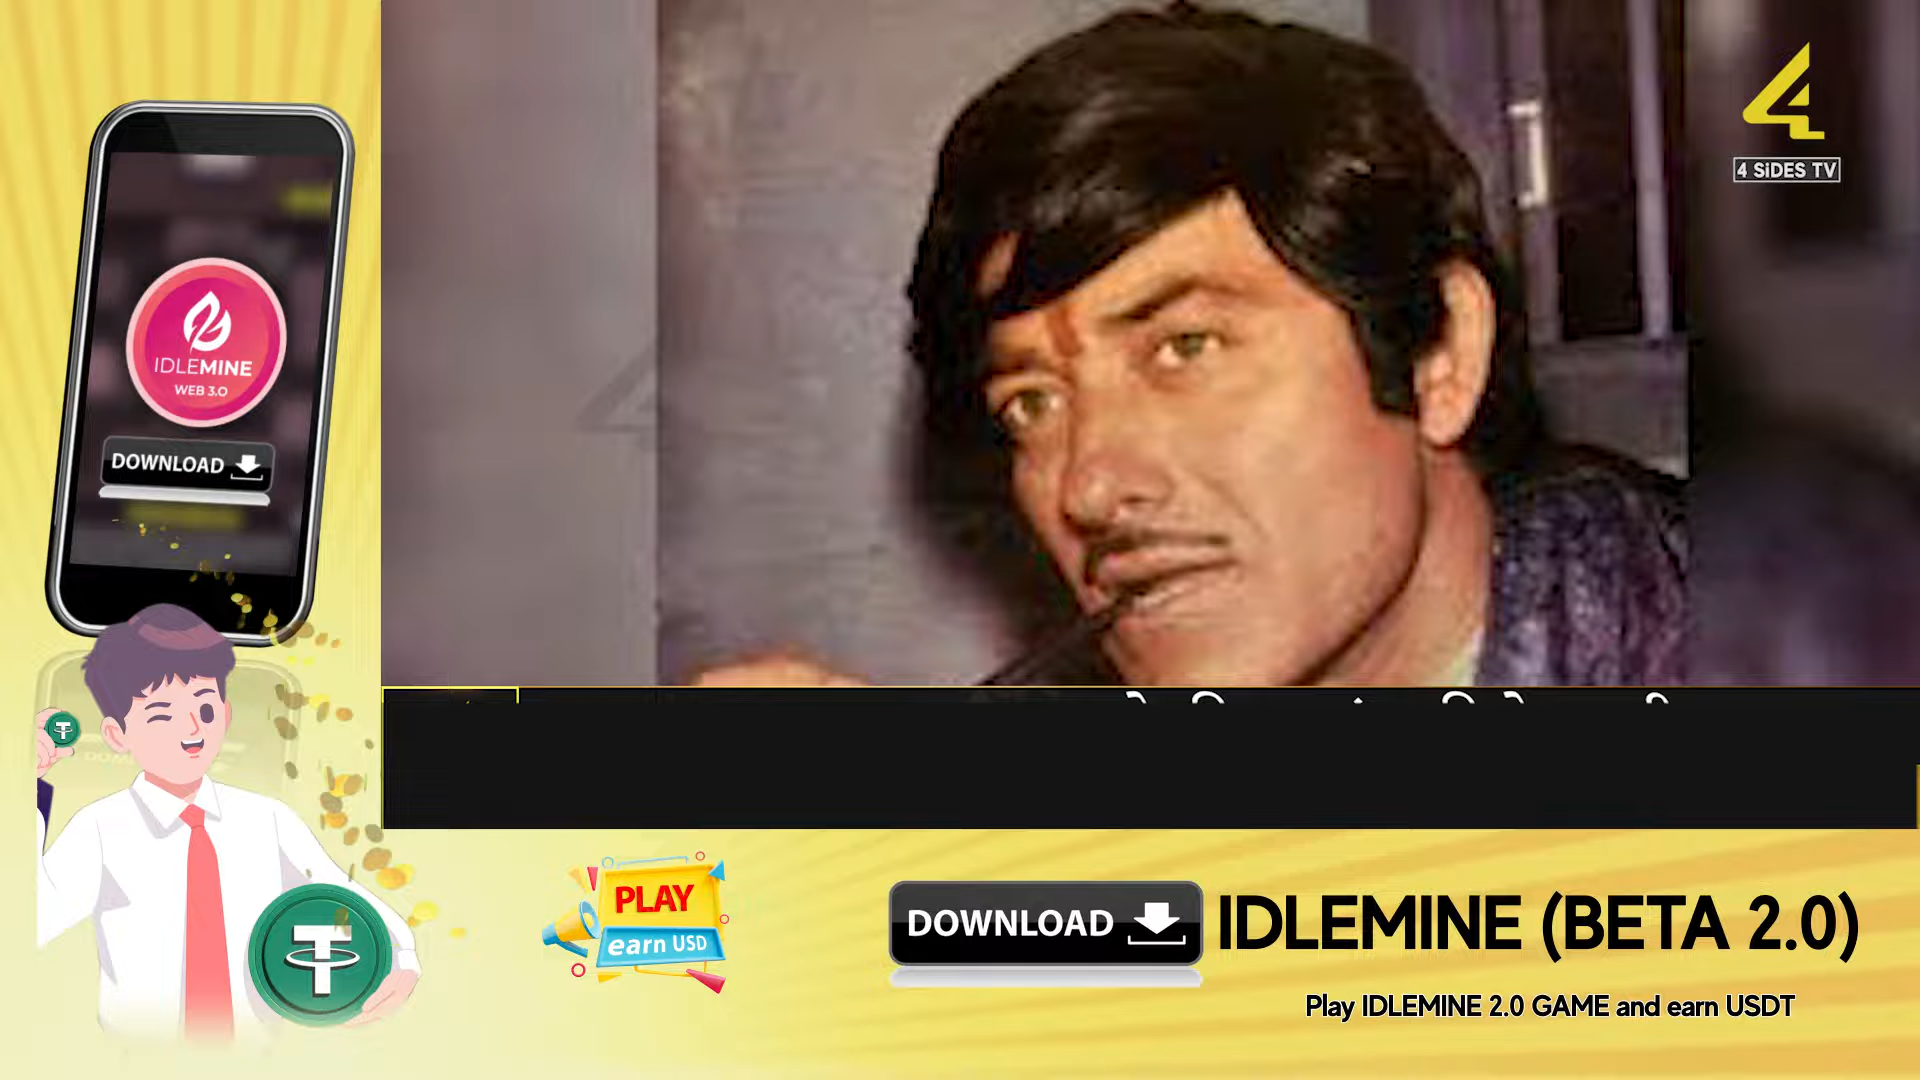 4 SiDES TV
IDLEMINE
WEB 3.0
DOWNLOAD
PLAY
earn USD
DOWNLOAD
IDLEMINE (BETA 2.0)
Play IDLEMINE 2.0 GAME and earn USDT